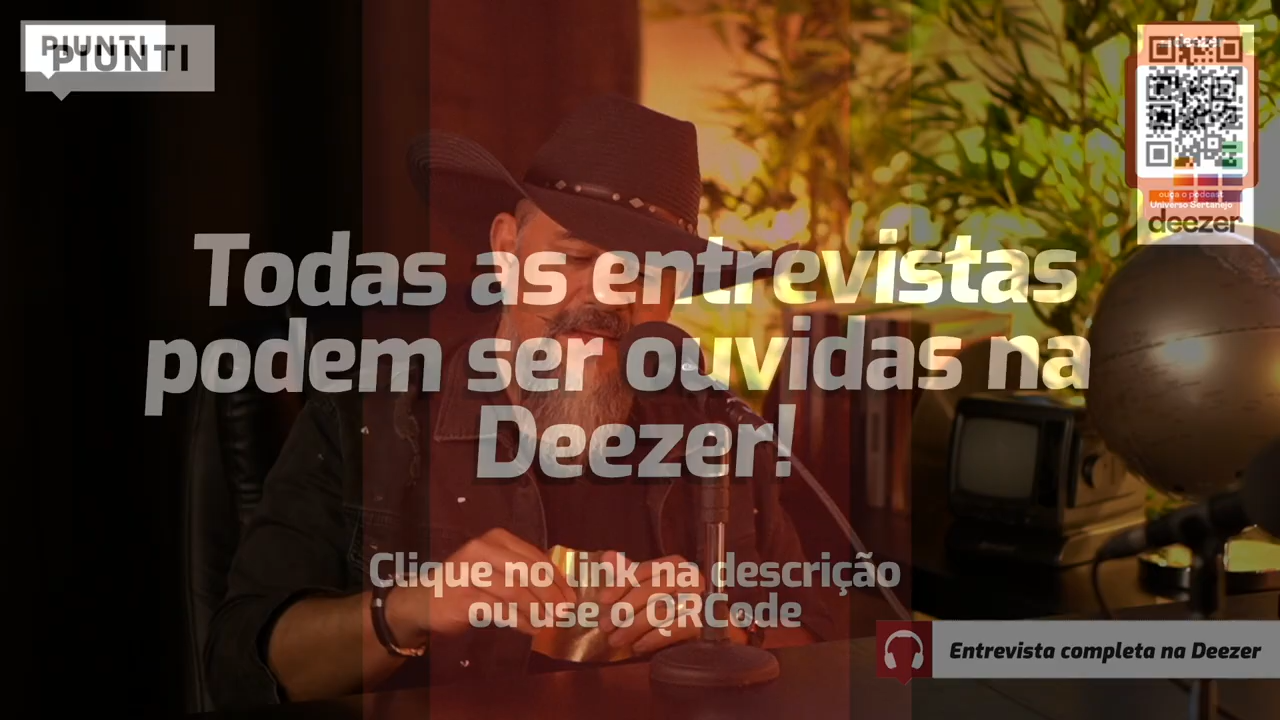 PIUNTI
PIUNTI
ouça o podcast
Universo Sertanejo
deezer
Todas as entrevistas
podem ser ouvidas na
Deezer!
Clique no link na descrição
ou use o QRCode
Entrevista completa na Deezer